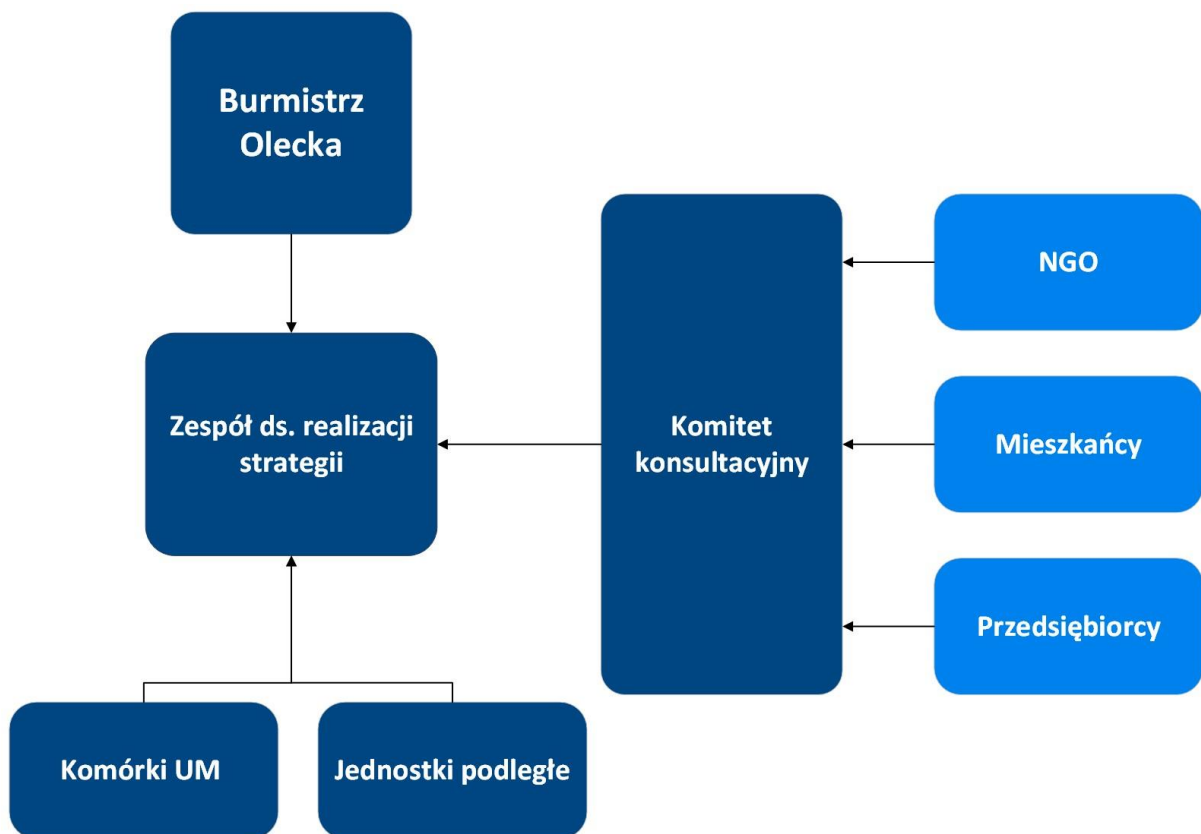 Burmistrz
Olecka
NGO
Zespół ds. realizacji
strategii
Komitet
konsultacyjny
Mieszkańcy
Przedsiębiorcy
Komórki UM
Jednostki podległe